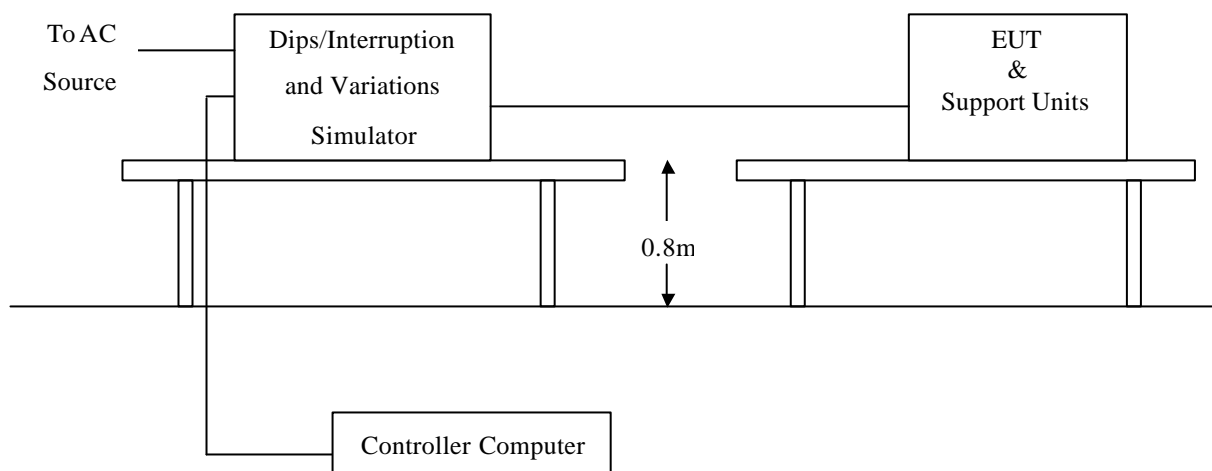 To AC
Source
Dips/Interruption
and Variations
Simulator
EUT
&
Support Units
0.8m
Controller Computer